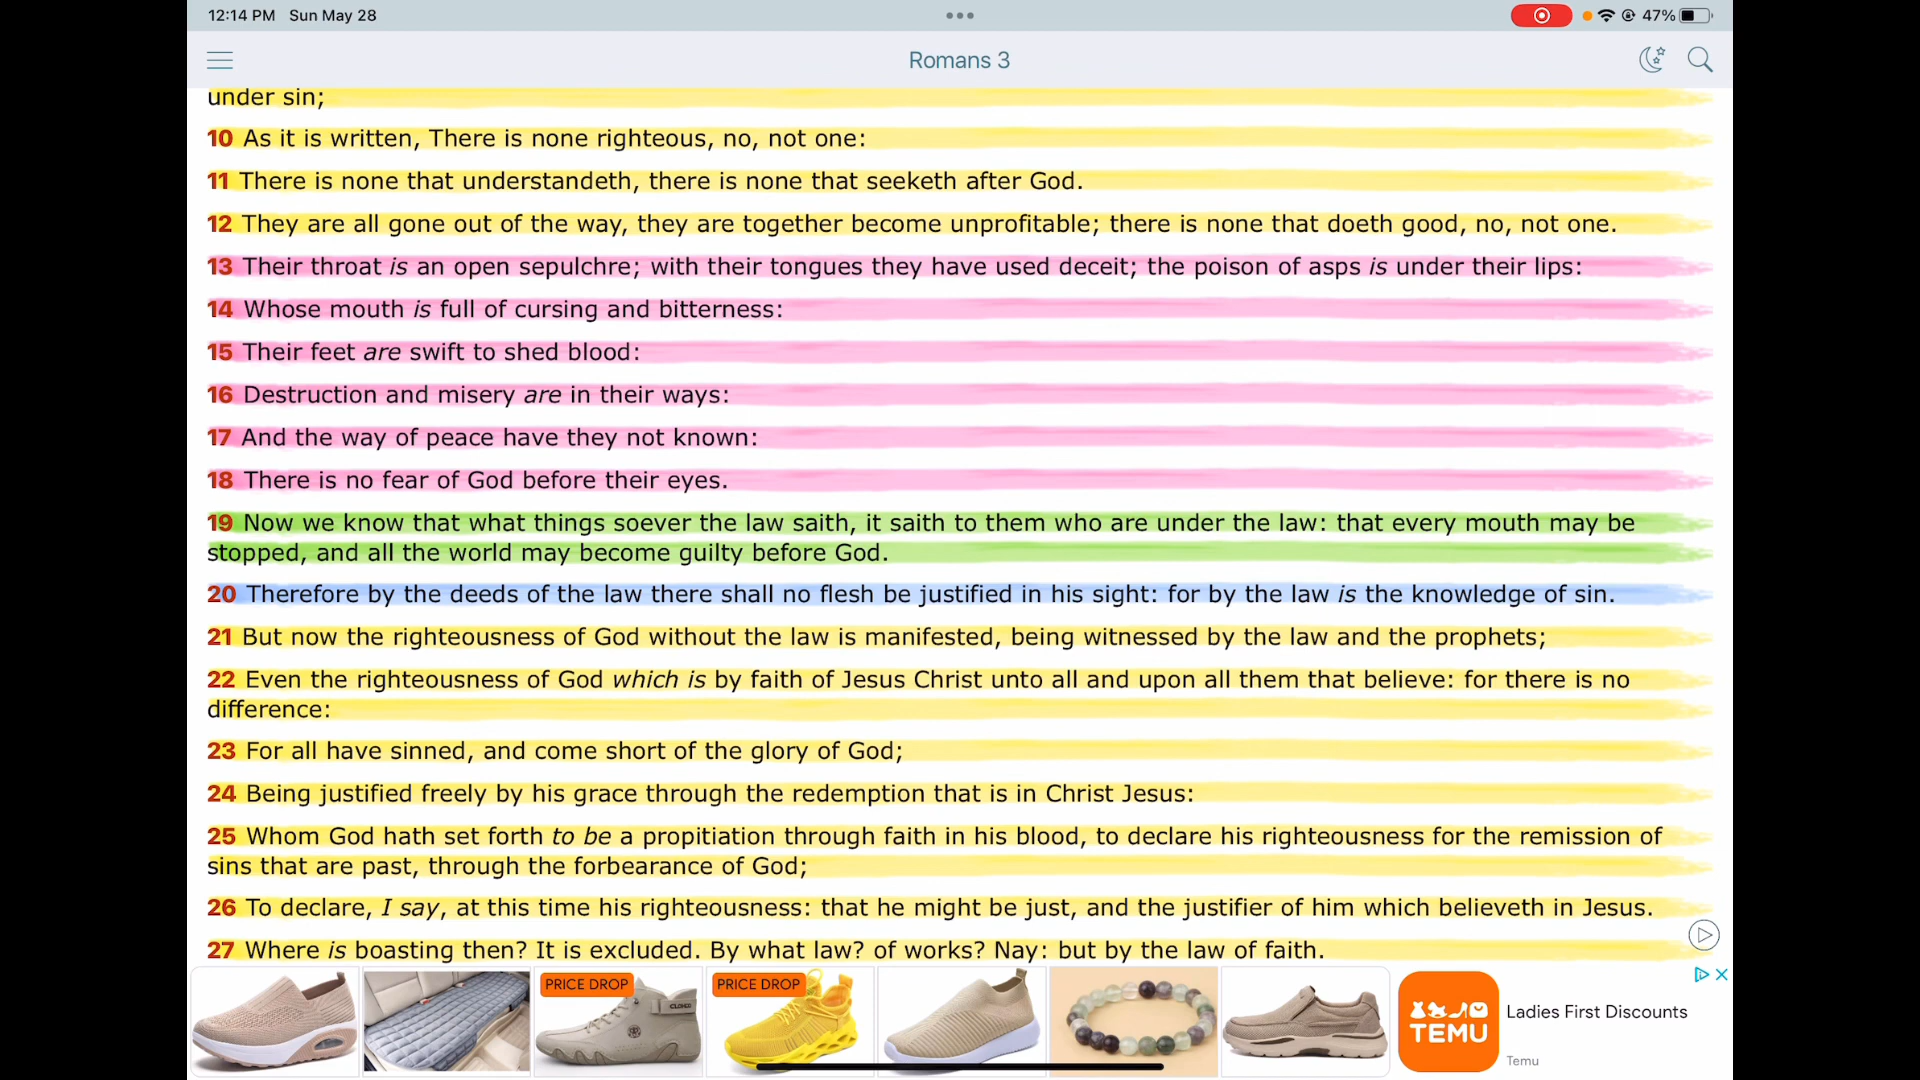 12:14 PM Sun May 28
47%
Romans 3
under sin;
10 As it is written, There is none righteous, no, not one:
11 There is none that understandeth, there is none that seeketh after God.
12 They are all gone out of the way, they are together become unprofitable; there is none that doeth good, no, not one.
13 Their throat is an open sepulchre; with their tongues they have used deceit; the poison of asps is under their lips:
14 Whose mouth is full of cursing and bitterness:
15 Their feet are swift to shed blood:
16 Destruction and misery are in their ways:
17 And the way of peace have they not known:
18 There is no fear of God before their eyes.
19 Now we know that what things soever the law saith, it saith to them who are under the law: that every mouth may be
stopped, and all the world may become guilty before God.
20 Therefore by the deeds of the law there shall no flesh be justified in his sight: for by the law is the knowledge of sin.
21 But now the righteousness of God without the law is manifested, being witnessed by the law and the prophets;
22 Even the righteousness of God which is by faith of Jesus Christ unto all and upon all them that believe: for there is no
difference:
23 For all have sinned, and come short of the glory of God;
24 Being justified freely by his grace through the redemption that is in Christ Jesus:
25 Whom God hath set forth to be a propitiation through faith in his blood, to declare his righteousness for the remission of
sins that are past, through the forbearance of God;
26 To declare, I say, at this time his righteousness: that he might be just, and the justifier of him which believeth in Jesus.
27 Where is boasting then? It is excluded. By what law? of works? Nay: but by the law of faith.
PRICE DROP
PRICE DROP
TEMU
Ladies First Discounts
Temu